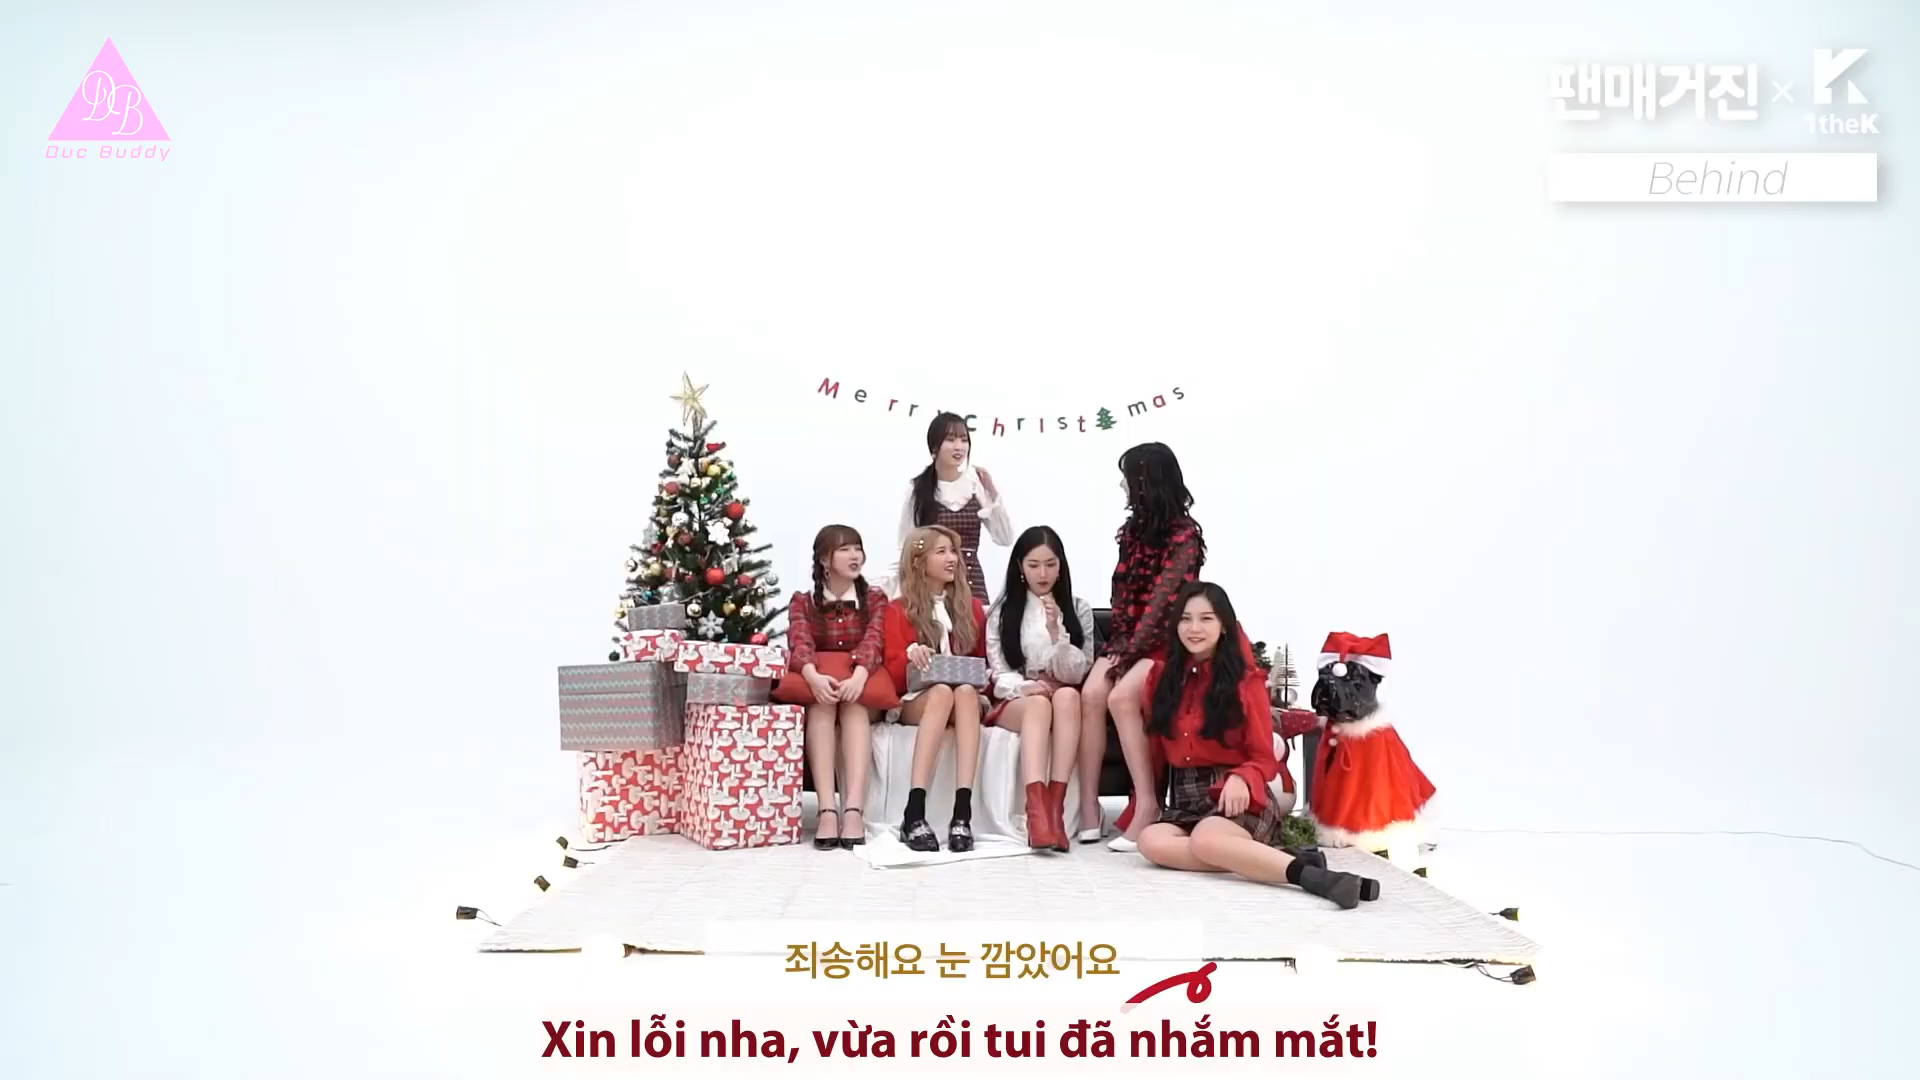 DB
Duc Buddy
팬매거진 × 1theK
Behind
Merry Christmas
죄송해요 눈 깜았어요
Xin lỗi nha, vừa rồi tui đã nhắm mắt!